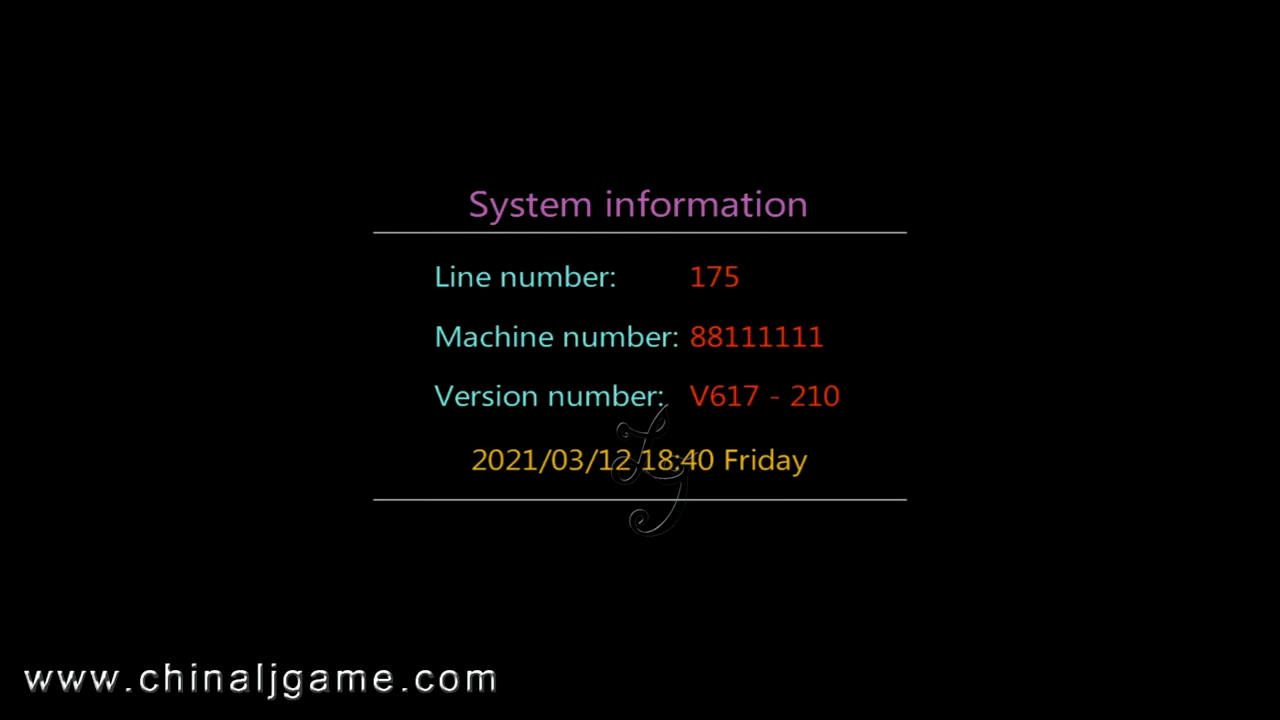 System information
Line number: 175
Machine number: 88111111
Version number: V617 - 210
2021/03/12 18:40 Friday
www.chinaljgame.com